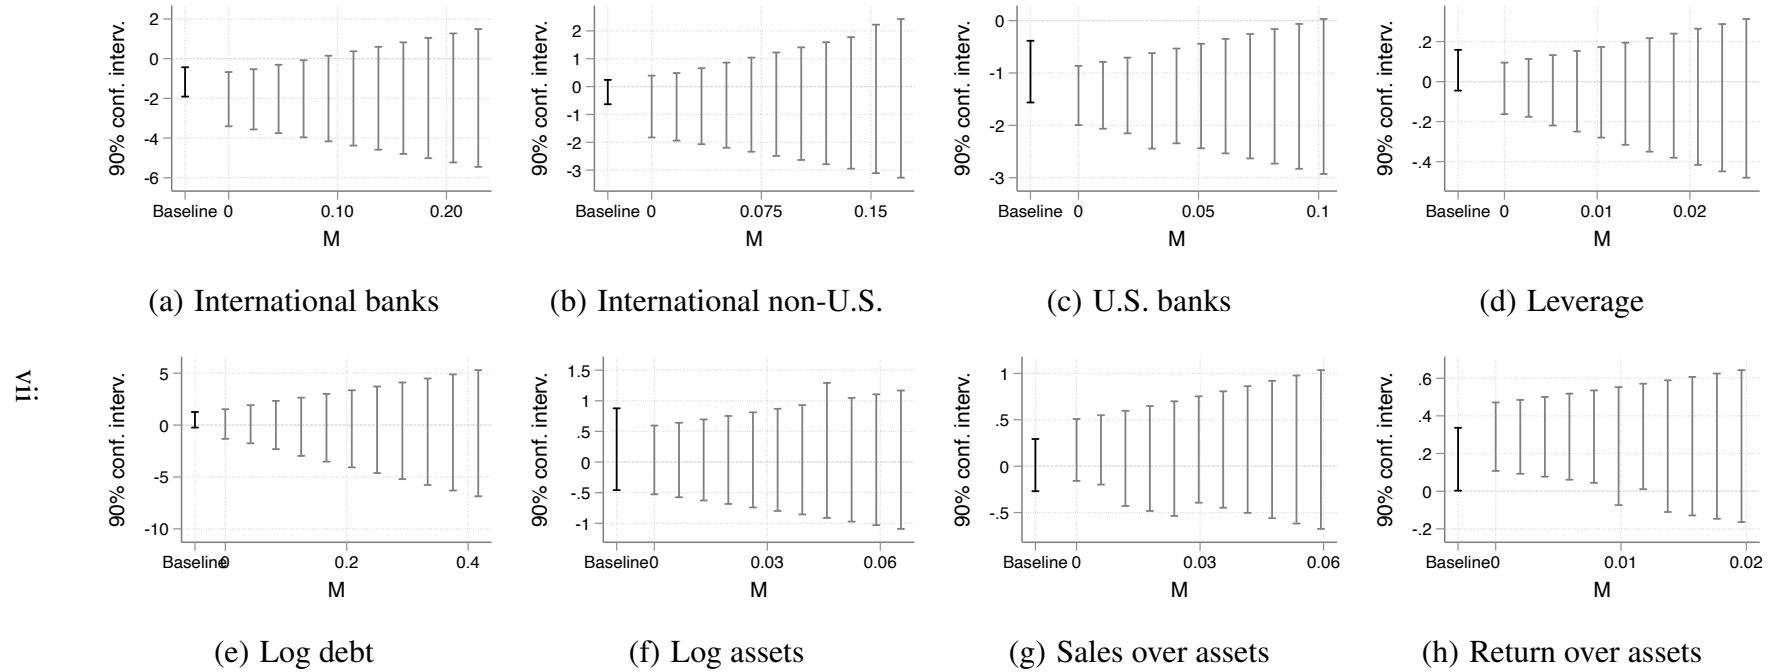 90% conf. interv.
2
0
-2
-4
-6
Baseline 0 0.10 0.20
M
(a) International banks
90% conf. interv.
2
1
0
-1
-2
-3
Baseline 0 0.075 0.15
M
(b) International non-U.S.
90% conf. interv.
0
-1
-2
-3
Baseline 0 0.05 0.1
M
(c) U.S. banks
90% conf. interv.
.2
0
-.2
-.4
Baseline 0 0.01 0.02
M
(d) Leverage
vii
90% conf. interv.
5
0
-5
-10
Baseline 0 0.2 0.4
M
(e) Log debt
90% conf. interv.
1.5
1
.5
0
-.5
-1
Baseline 0 0.03 0.06
M
(f) Log assets
90% conf. interv.
1
.5
0
-.5
Baseline 0 0.03 0.06
M
(g) Sales over assets
90% conf. interv.
.6
.4
.2
0
-.2
Baseline 0 0.01 0.02
M
(h) Return over assets